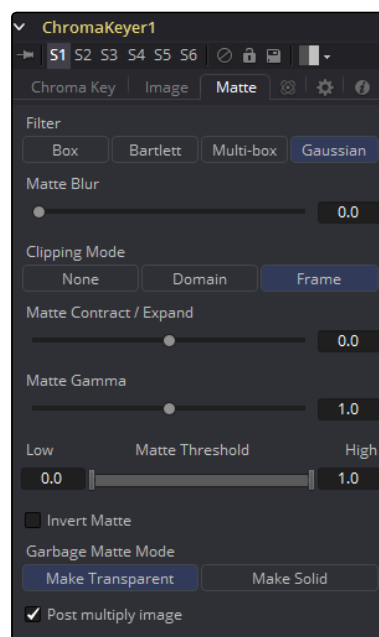 ChromaKeyer1
S1 S2 S3 S4 S5 S6
Chroma Key Image Matte
Filter
Box Bartlett Multi-box Gaussian
Matte Blur
0.0
Clipping Mode
None Domain Frame
Matte Contract / Expand
0.0
Matte Gamma
1.0
Low Matte Threshold High
0.0 1.0
Invert Matte
Garbage Matte Mode
Make Transparent Make Solid
Post multiply image